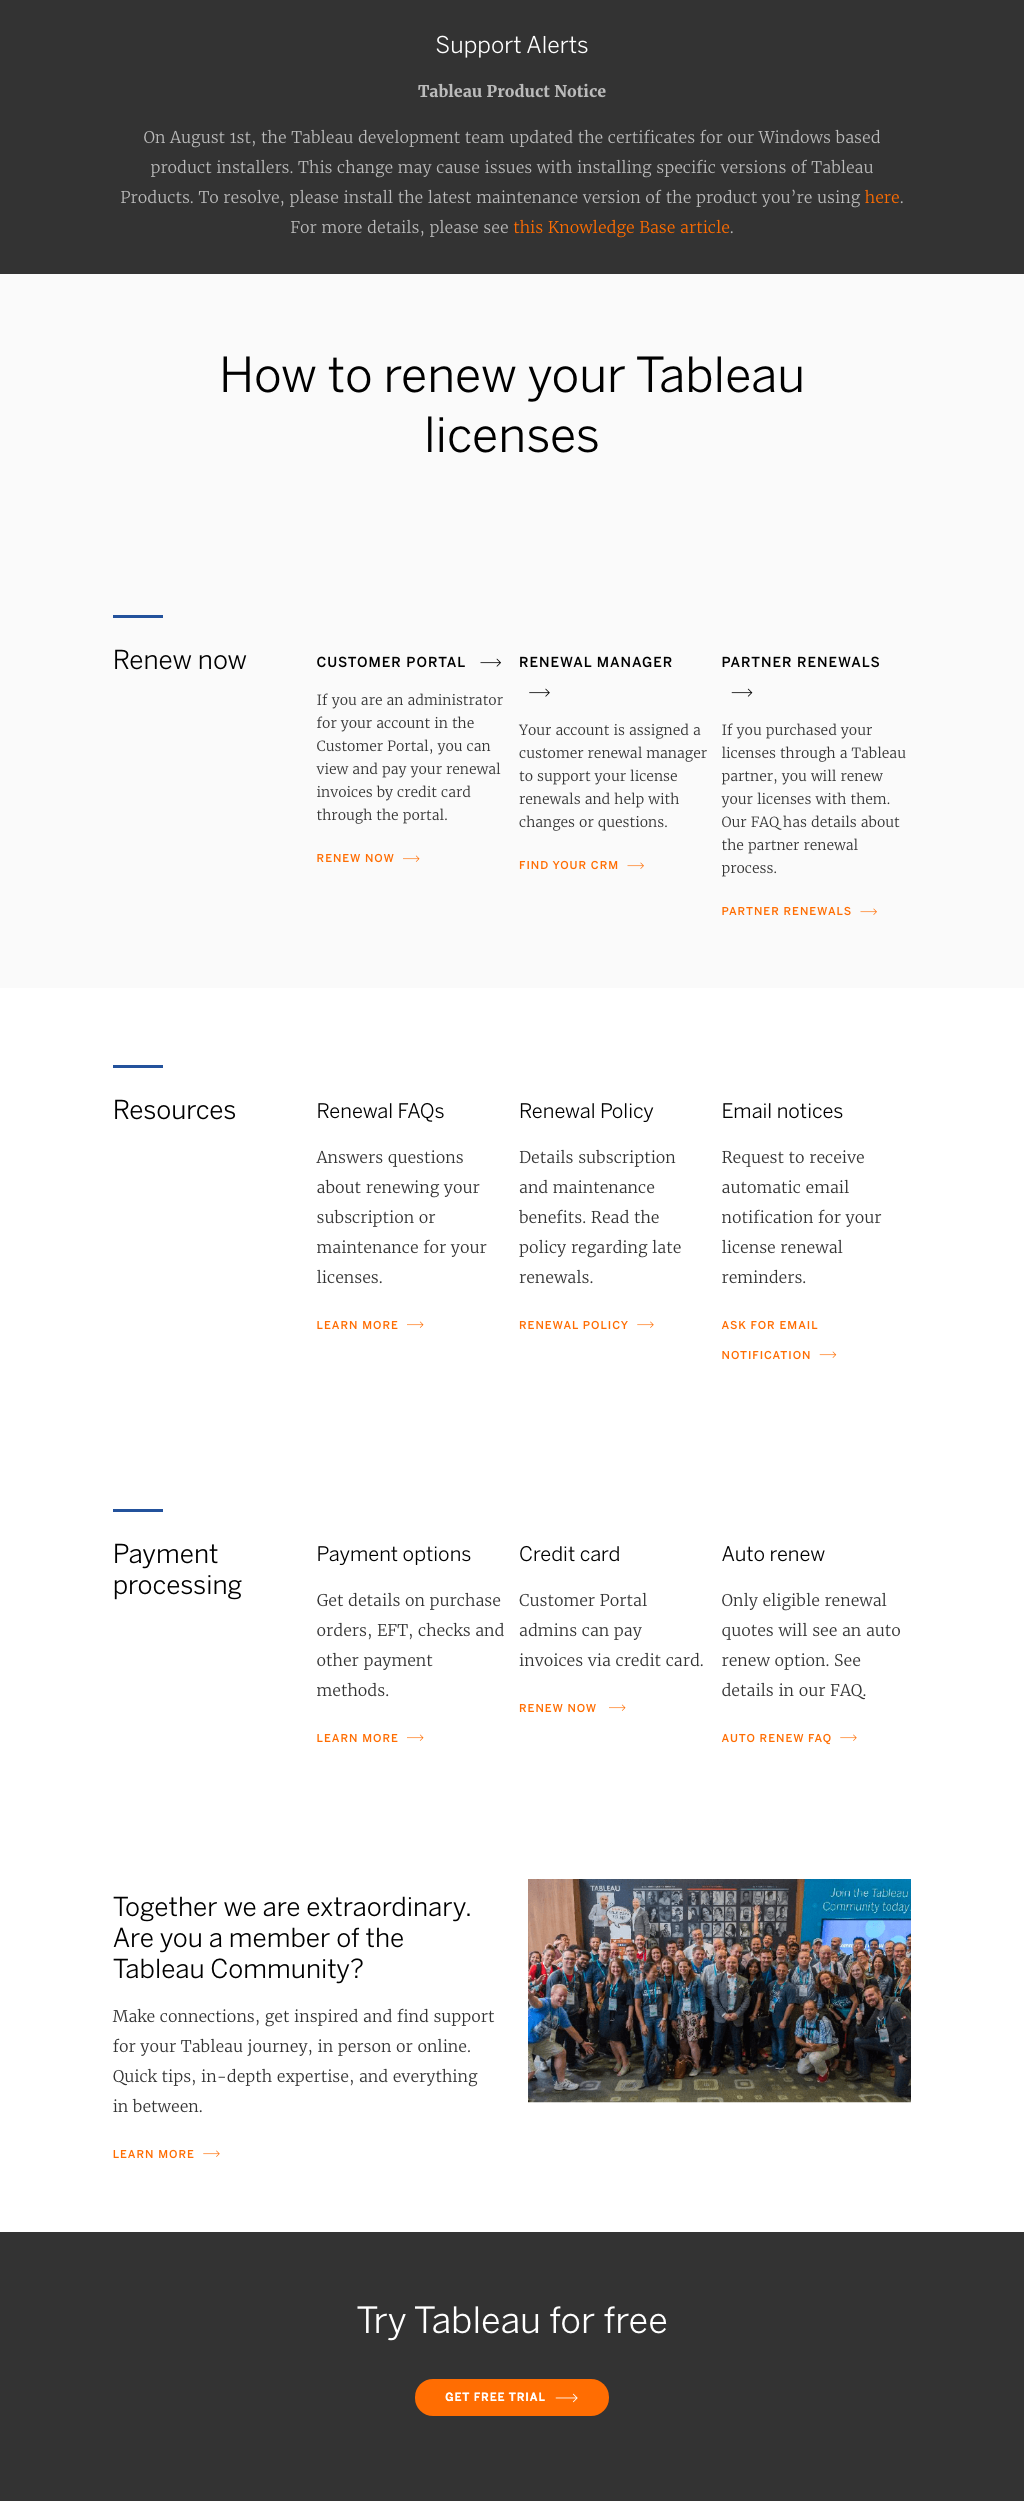 Support Alerts
Tableau Product Notice
On August 1st, the Tableau development team updated the certificates for our Windows based
product installers. This change may cause issues with installing specific versions of Tableau
Products. To resolve, please install the latest maintenance version of the product you’re using here.
For more details, please see this Knowledge Base article.
How to renew your Tableau
licenses
Renew now
CUSTOMER PORTAL
If you are an administrator
for your account in the
Customer Portal, you can
view and pay your renewal
invoices by credit card
through the portal.
RENEW NOW
RENEWAL MANAGER
Your account is assigned a
customer renewal manager
to support your license
renewals and help with
changes or questions.
FIND YOUR CRM
PARTNER RENEWALS
If you purchased your
licenses through a Tableau
partner, you will renew
your licenses with them.
Our FAQ has details about
the partner renewal
process.
PARTNER RENEWALS
Resources
Renewal FAQs
Answers questions
about renewing your
subscription or
maintenance for your
licenses.
LEARN MORE
Renewal Policy
Details subscription
and maintenance
benefits. Read the
policy regarding late
renewals.
RENEWAL POLICY
Email notices
Request to receive
automatic email
notification for your
license renewal
reminders.
ASK FOR EMAIL
NOTIFICATION
Payment
processing
Payment options
Get details on purchase
orders, EFT, checks and
other payment
methods.
LEARN MORE
Credit card
Customer Portal
admins can pay
invoices via credit card.
RENEW NOW
Auto renew
Only eligible renewal
quotes will see an auto
renew option. See
details in our FAQ.
AUTO RENEW FAQ
Together we are extraordinary.
Are you a member of the
Tableau Community?
Make connections, get inspired and find support
for your Tableau journey, in person or online.
Quick tips, in-depth expertise, and everything
in between.
LEARN MORE
TABLEAU
Join the Tableau
Community today
Try Tableau for free
GET FREE TRIAL